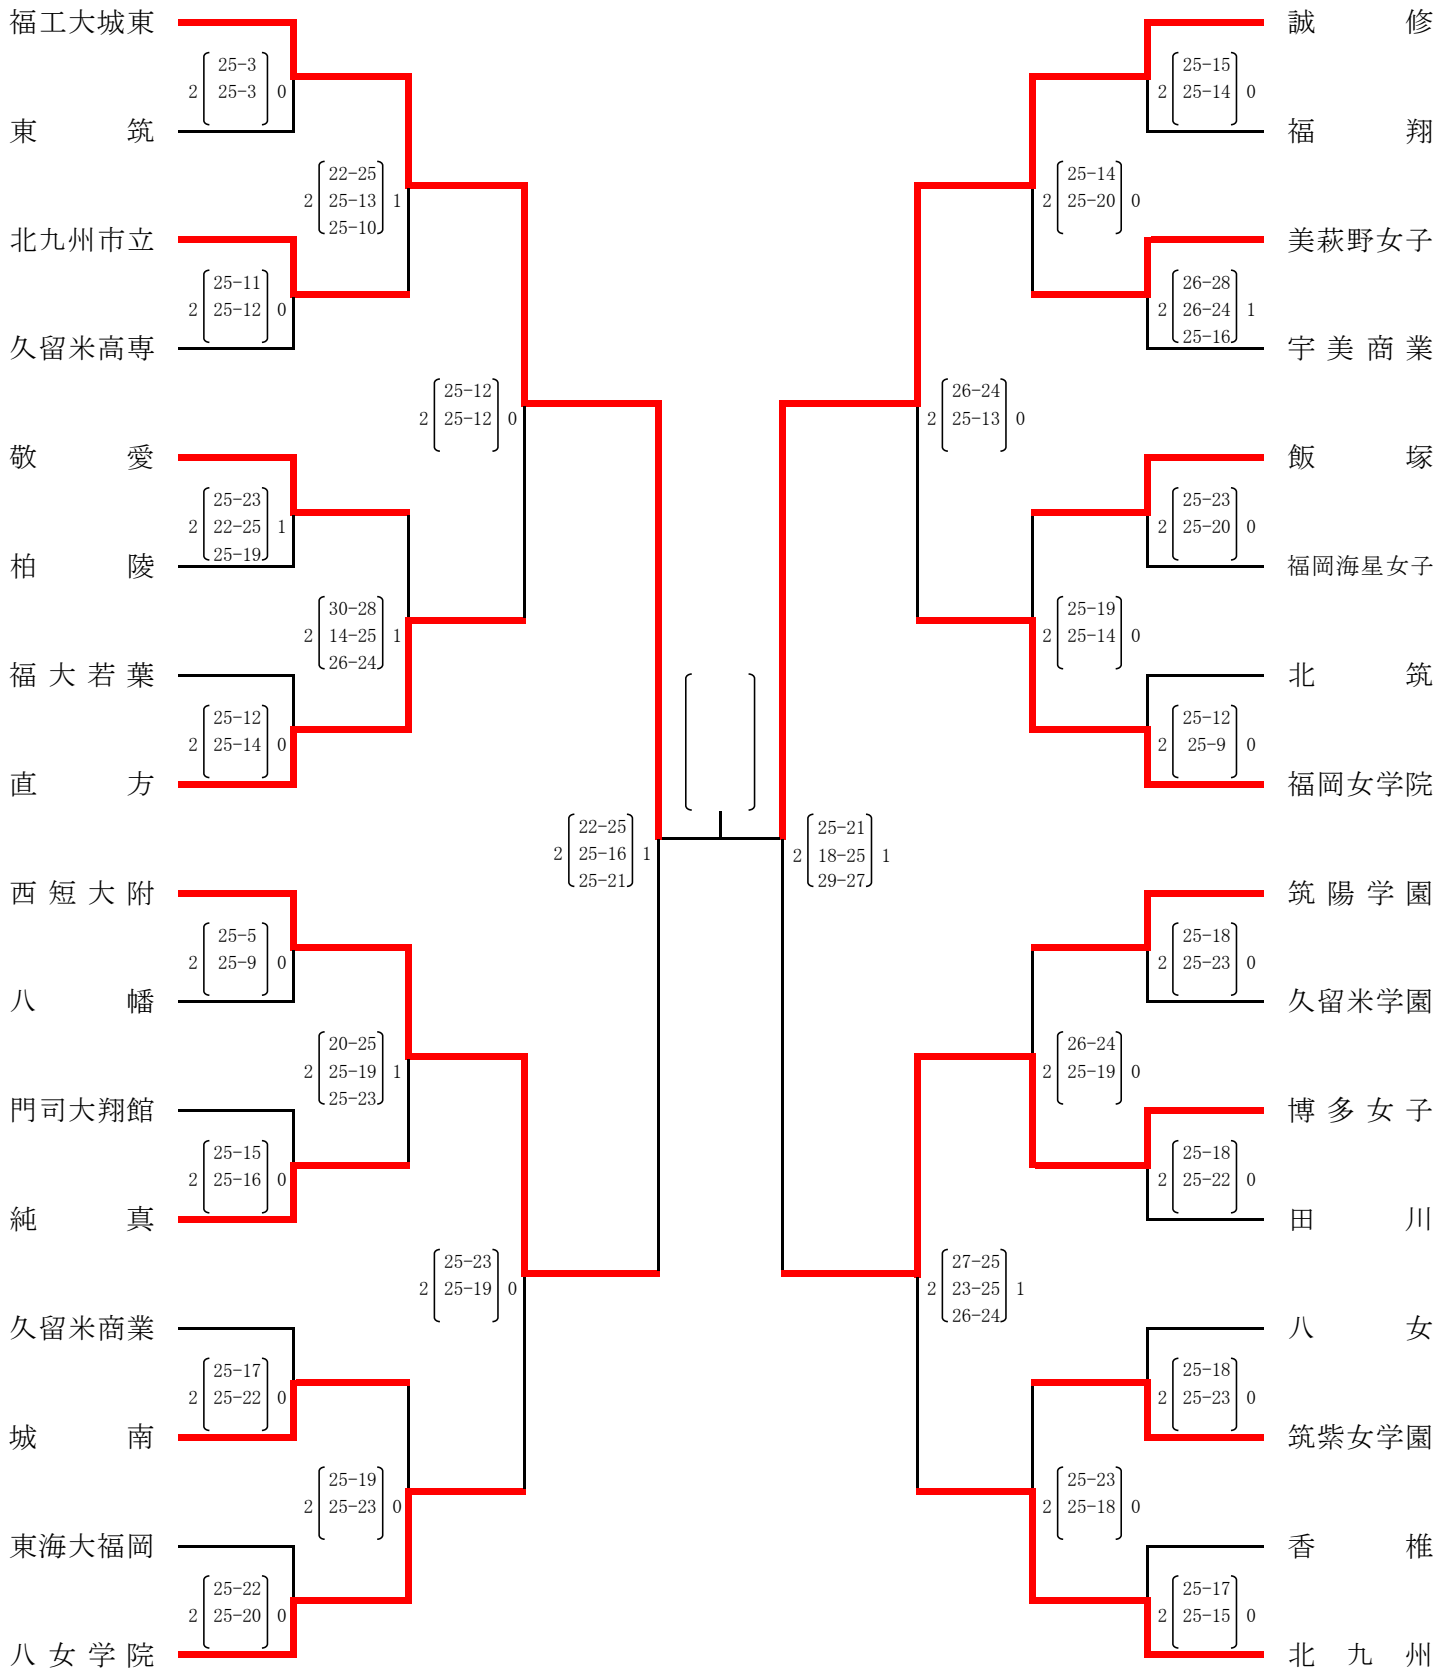 福工大城東
25-3
2 25-3 0
東筑
22-25
2 25-13 1
25-10
北九州市立
25-11
2 25-12 0
久留米高専
25-12
2 25-12 0
敬愛
25-23
2 22-25 1
25-19
柏陵
30-28
2 14-25 1
26-24
福大若葉
25-12
2 25-14 0
直方
22-25
2 25-16 1
25-21
西短大附
25-5
2 25-9 0
八幡
20-25
2 25-19 1
25-23
門司大翔館
25-15
2 25-16 0
純真
25-23
2 25-19 0
久留米商業
25-17
2 25-22 0
城南
25-19
2 25-23 0
東海大福岡
25-22
2 25-20 0
八女学院
誠修
25-15
2 25-14 0
福翔
25-14
2 25-20 0
美萩野女子
26-28
2 26-24 1
25-16
宇美商業
26-24
2 25-13 0
飯塚
25-23
2 25-20 0
福岡海星女子
25-19
2 25-14 0
北筑
25-12
2 25-9 0
福岡女学院
25-21
2 18-25 1
29-27
筑陽学園
25-18
2 25-23 0
久留米学園
26-24
2 25-19 0
博多女子
25-18
2 25-22 0
田川
27-25
2 23-25 1
26-24
八女
25-18
2 25-23 0
筑紫女学園
25-23
2 25-18 0
香椎
25-17
2 25-15 0
北九州